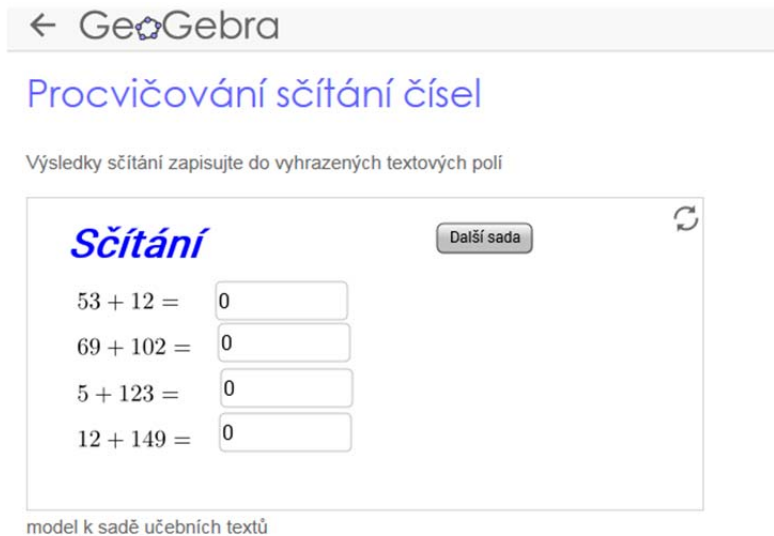 ← GeoGebra
Procvičování sčítání čísel
Výsledky sčítání zapisujte do vyhrazených textových polí
Sčítání
Další sada
53 + 12 = 0
69 + 102 = 0
5 + 123 = 0
12 + 149 = 0
model k sadě učebních textů